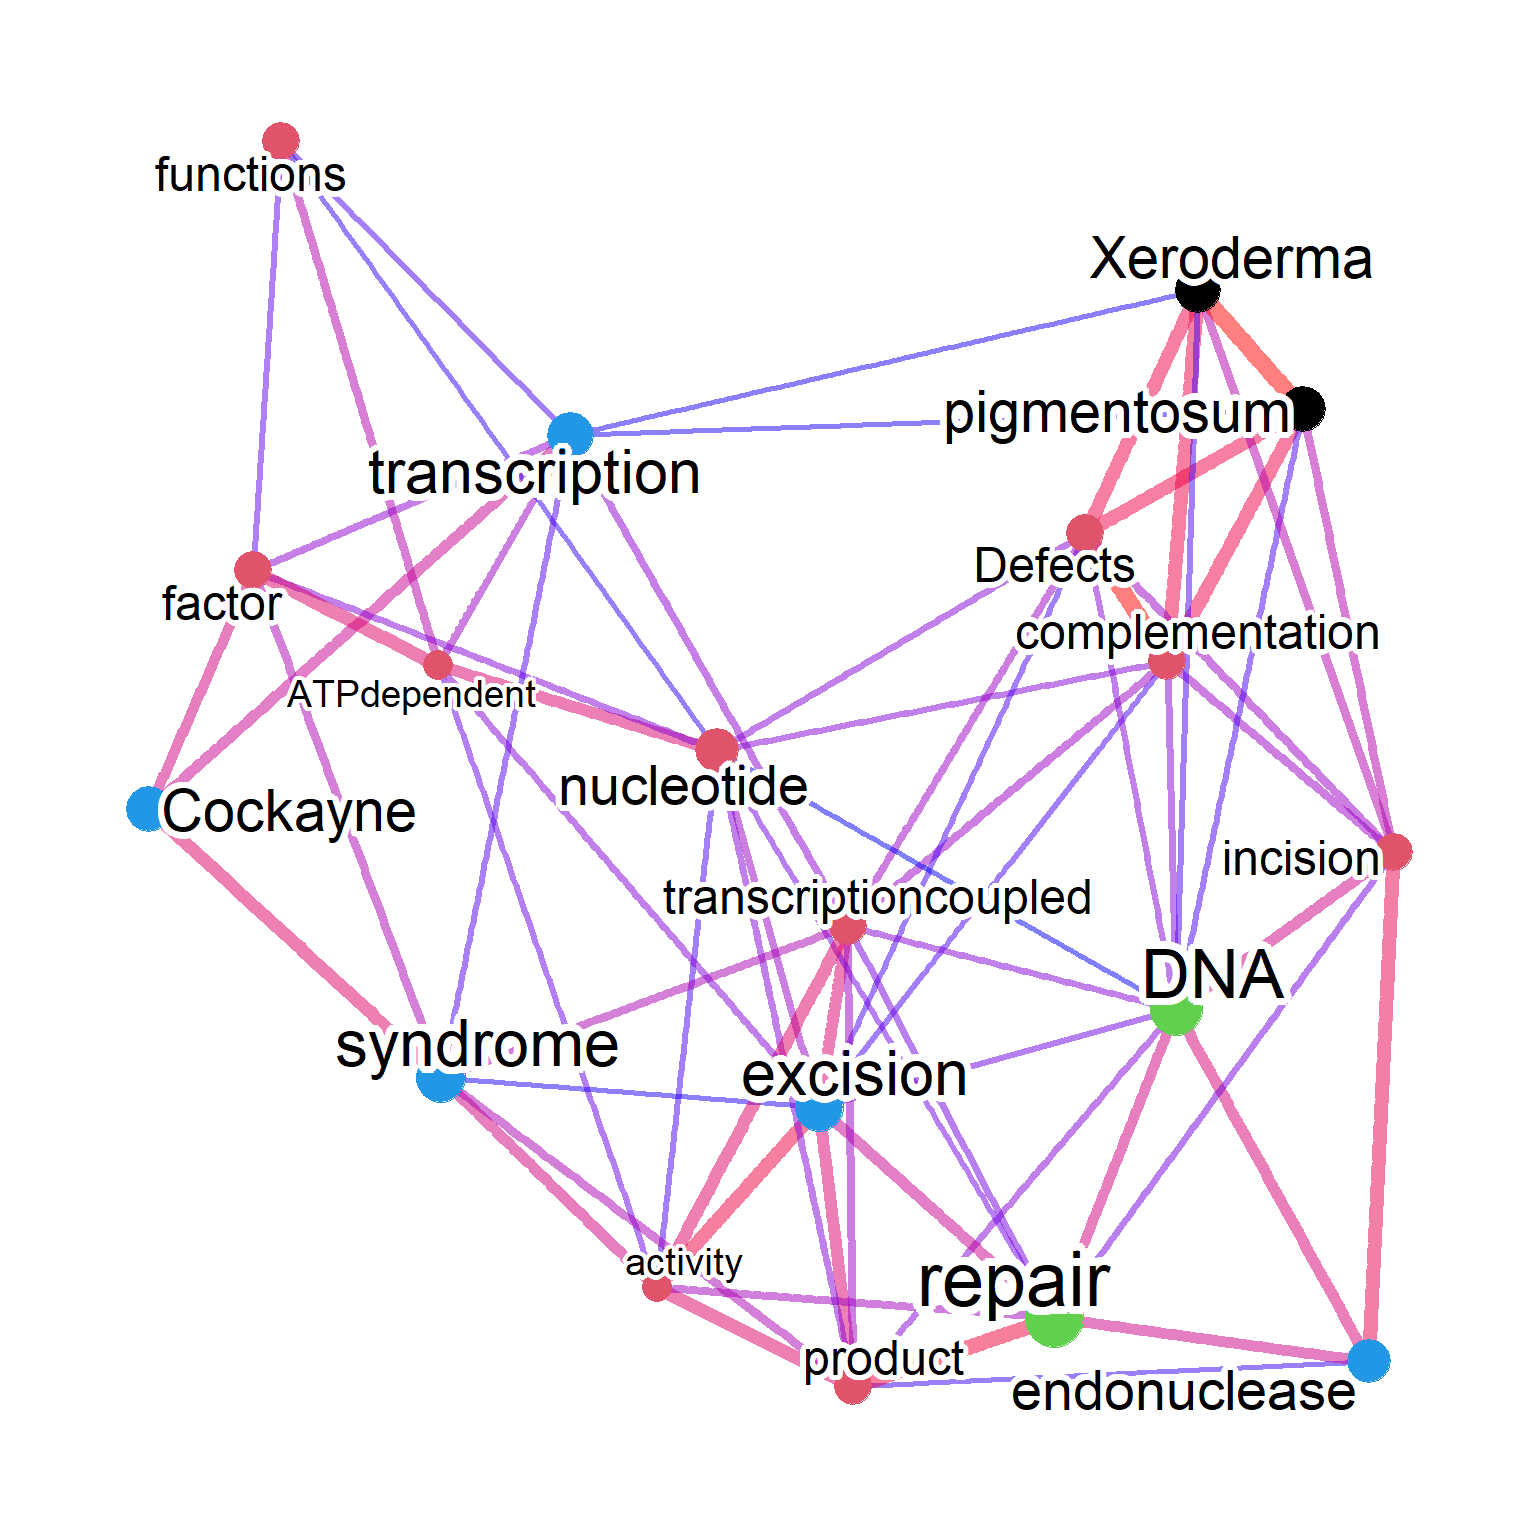 functions
Xeroderma
pigmentosum
transcription
Defects
factor
complementation
ATPdependent
nucleotide
Cockayne
incision
transcriptioncoupled
DNA
syndrome
excision
activity
repair
product
endonuclease